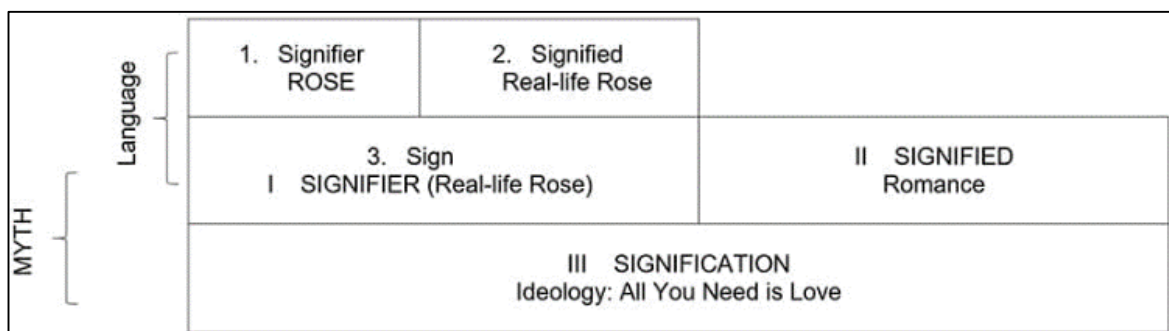 1. Signifier
ROSE
2. Signified
Real-life Rose
Language
3. Sign
I SIGNIFIER (Real-life Rose)
II SIGNIFIED
Romance
MYTH
III SIGNIFICATION
Ideology: All You Need is Love